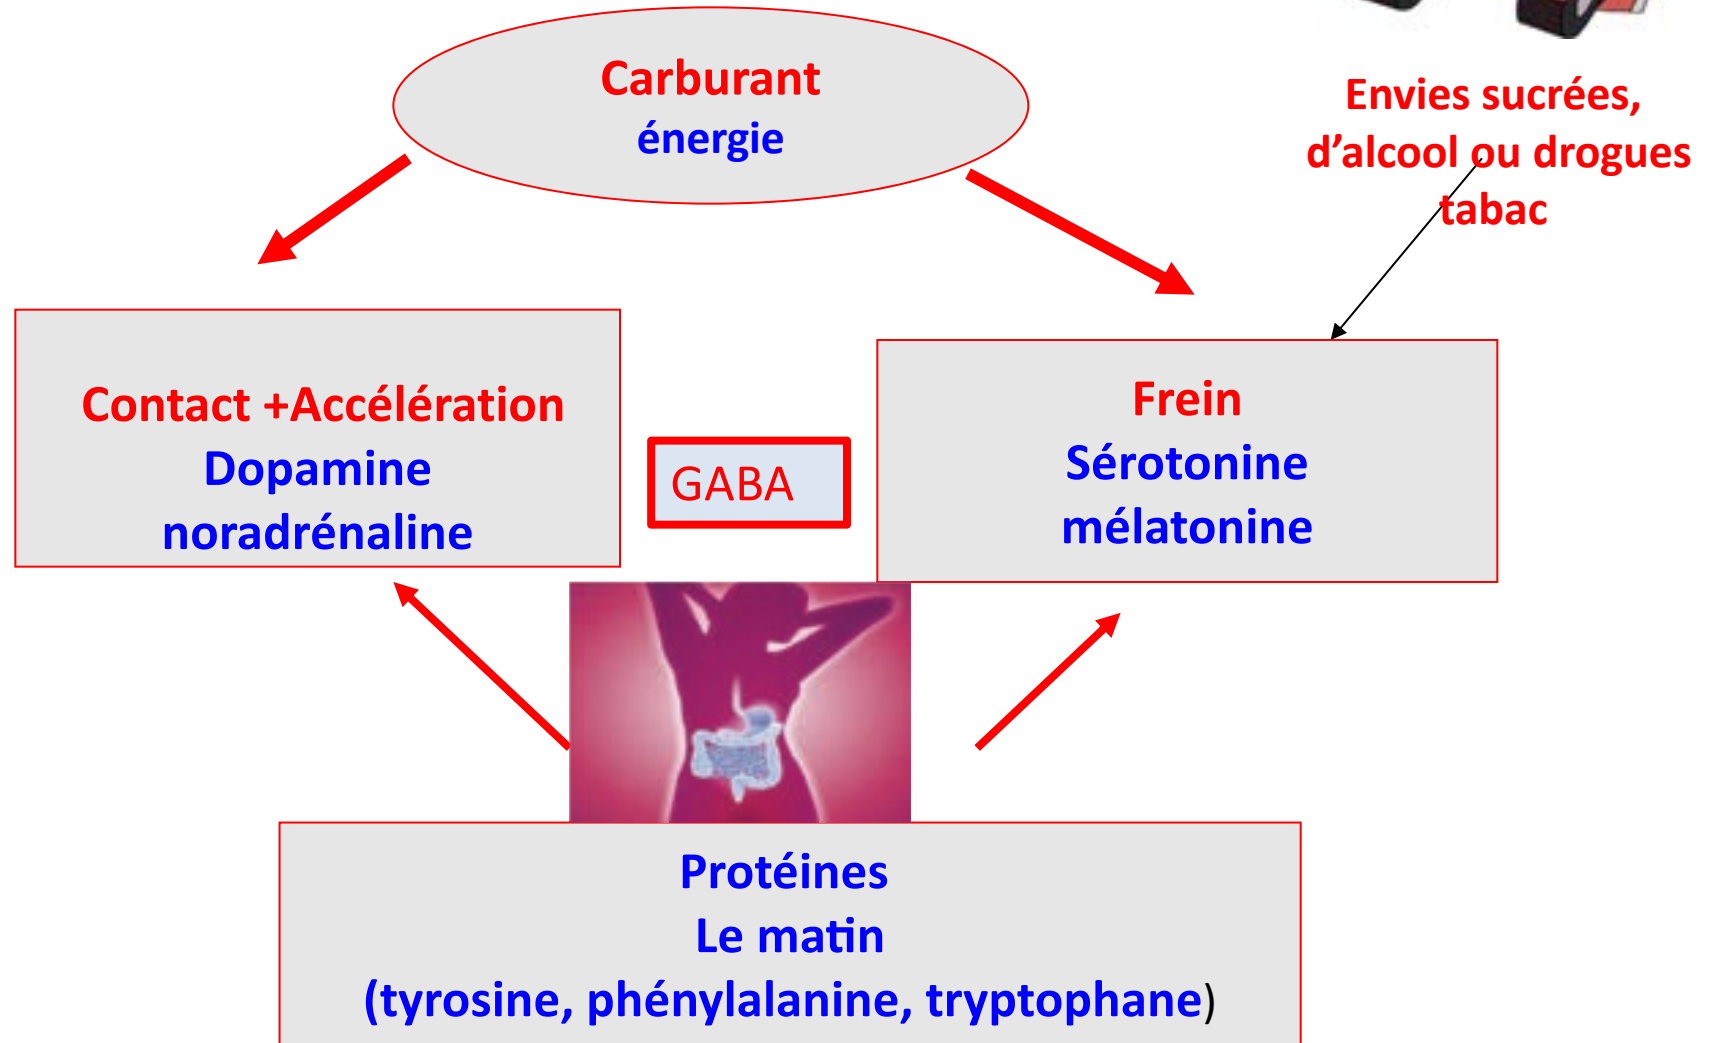 Carburant
énergie
Envies sucrées,
d’alcool ou drogues
tabac
Contact +Accélération
Dopamine
noradrénaline
GABA
Frein
Sérotonine
mélatonine
Protéines
Le matin
(tyrosine, phénylalanine, tryptophane)